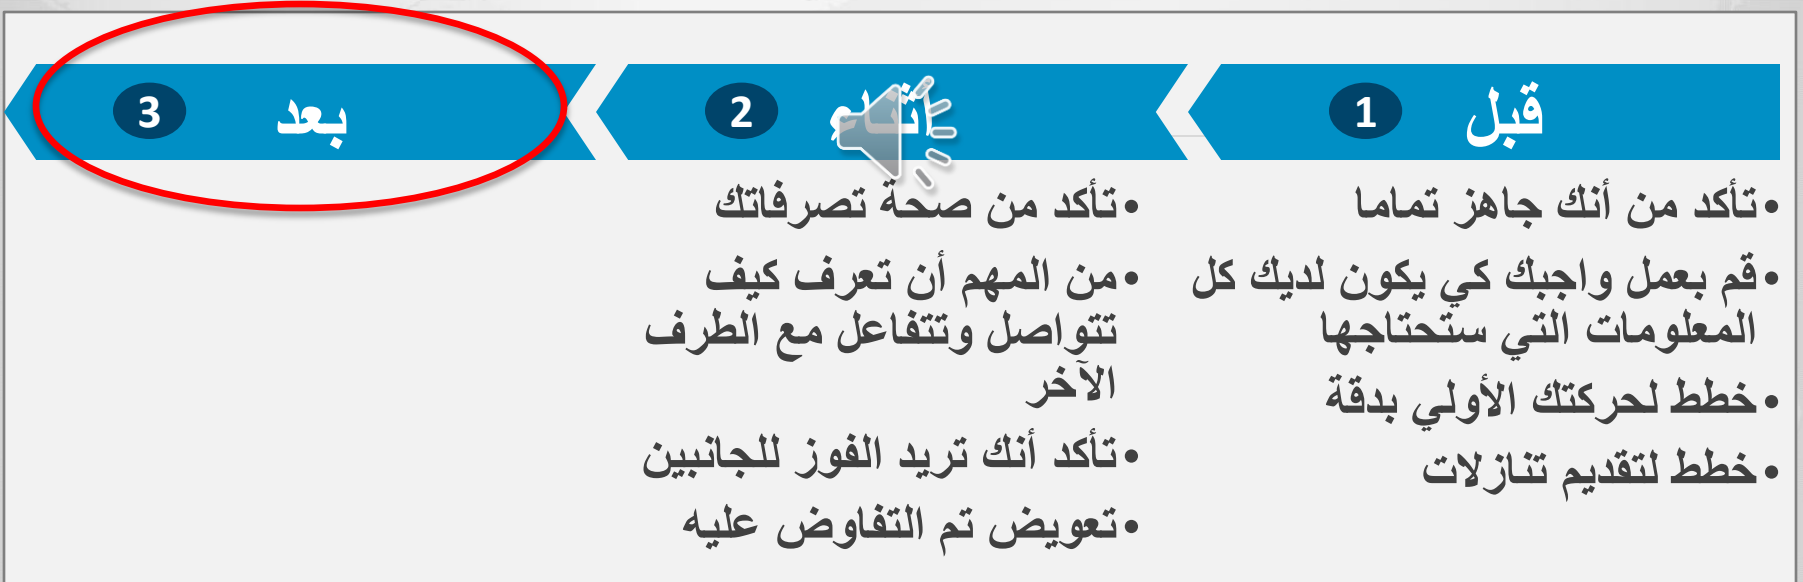 قبل 1
•تأكد من أنك جاهز تماما
•قم بعمل واجبك كي يكون لديك كل
المعلومات التي ستحتاجها
•خطط لحركتك الأولي بدقة
•خطط لتقديم تنازلات
اثناء 2
•تأكد من صحة تصرفاتك
•من المهم أن تعرف كيف
تتواصل وتتفاعل مع الطرف
الآخر
•تأكد أنك تريد الفوز للجانبين
•تعويض تم التفاوض عليه
بعد 3